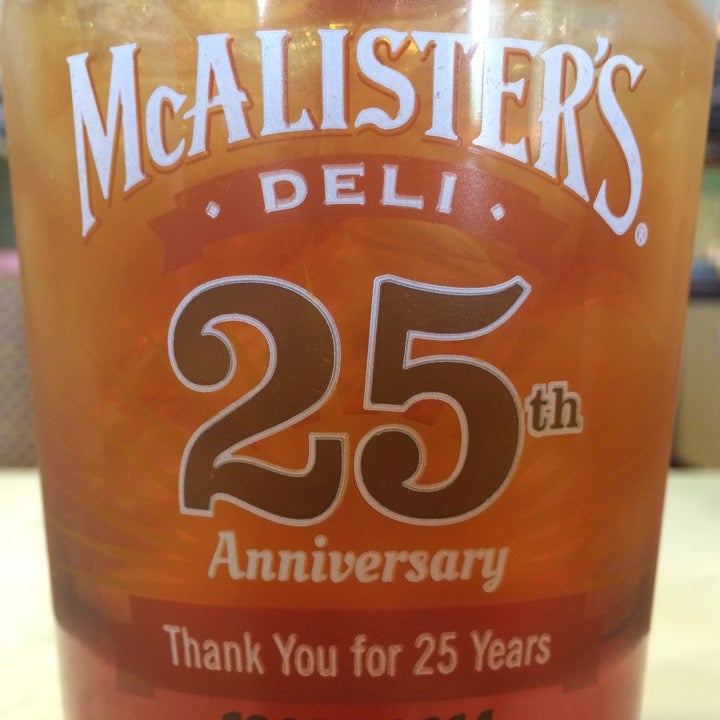 McALISTER'S®
· DELI ·
25th
Anniversary
Thank You for 25 Years